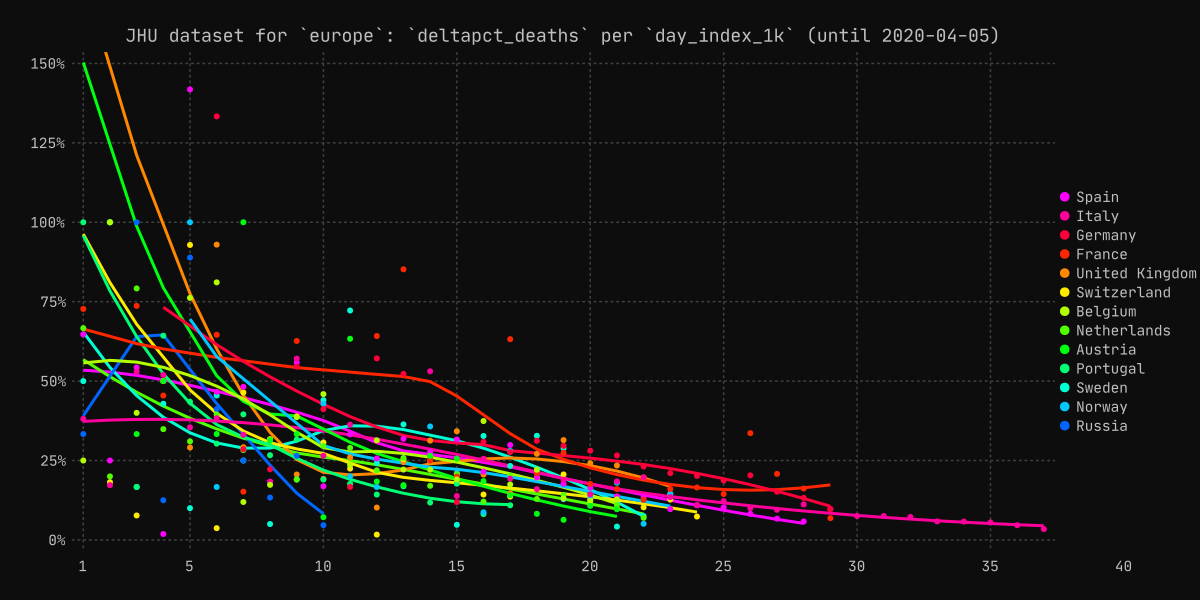 JHU dataset for `europe`: `deltapct_deaths` per `day_index_1k` (until 2020-04-05)
150%
125%
100%
75%
50%
25%
0%
1 5 10 15 20 25 30 35 40
Spain
Italy
Germany
France
United Kingdom
Switzerland
Belgium
Netherlands
Austria
Portugal
Sweden
Norway
Russia